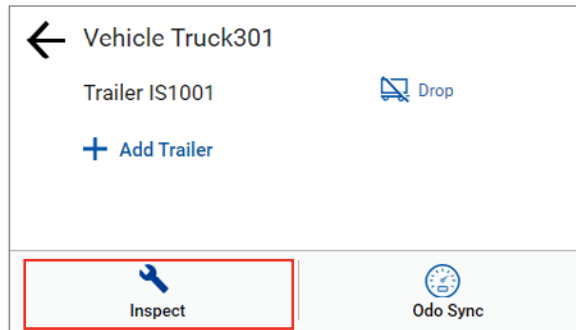 Vehicle Truck301
Trailer IS1001
Drop
Add Trailer
Inspect
Odo Sync